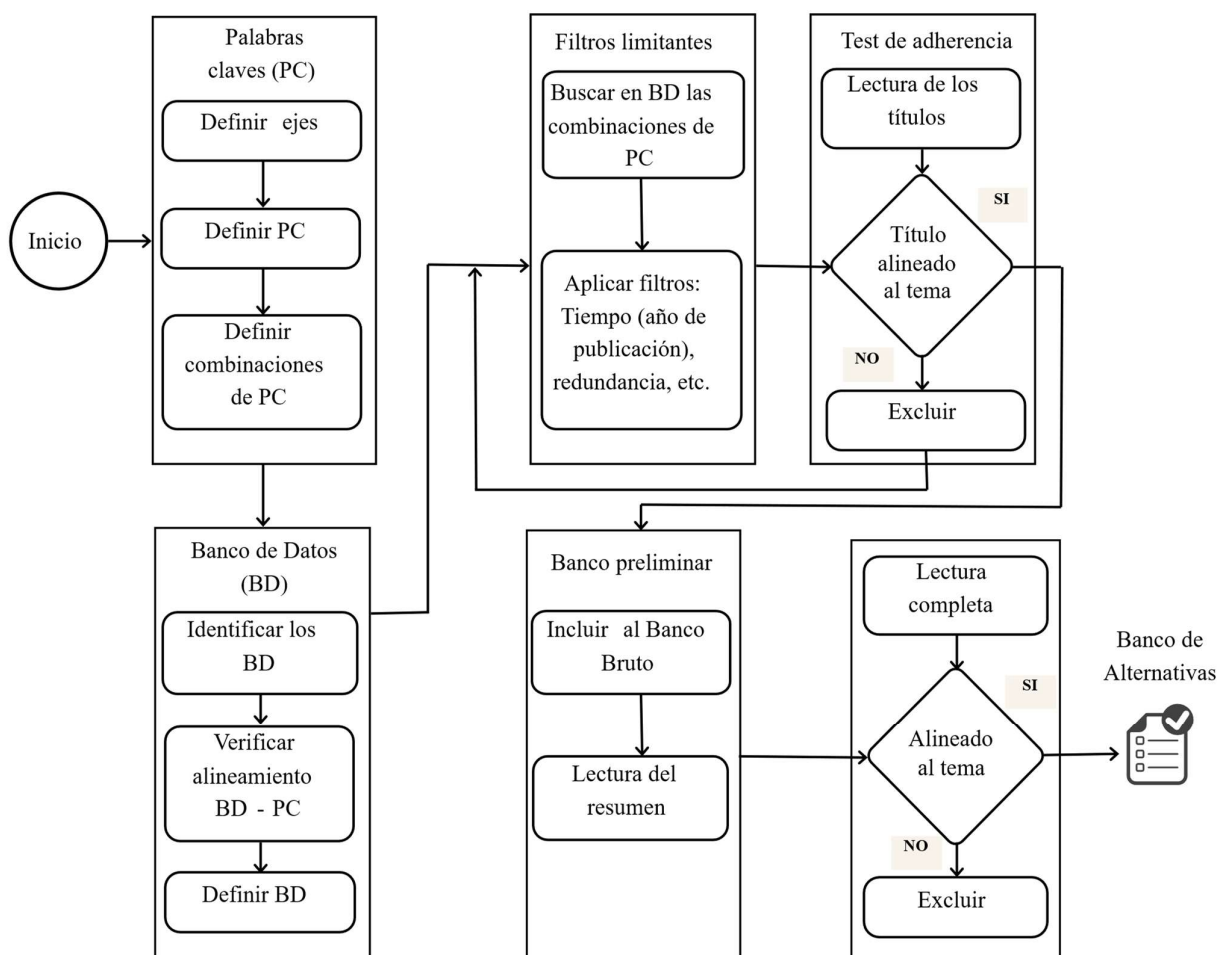 Inicio
Palabras
claves (PC)
Definir ejes
Definir PC
Definir
combinaciones
de PC
Banco de Datos
(BD)
Identificar los
BD
Verificar
alineamiento
BD - PC
Definir BD
Filtros limitantes
Buscar en BD las
combinaciones de
PC
Aplicar filtros:
Tiempo (año de
publicación),
redundancia, etc.
Test de adherencia
Lectura de los
títulos
Título
alineado
al tema
SI
NO
Excluir
Banco preliminar
Incluir al Banco
Bruto
Lectura del
resumen
Lectura
completa
Alineado
al tema
SI
NO
Excluir
Banco de
Alternativas